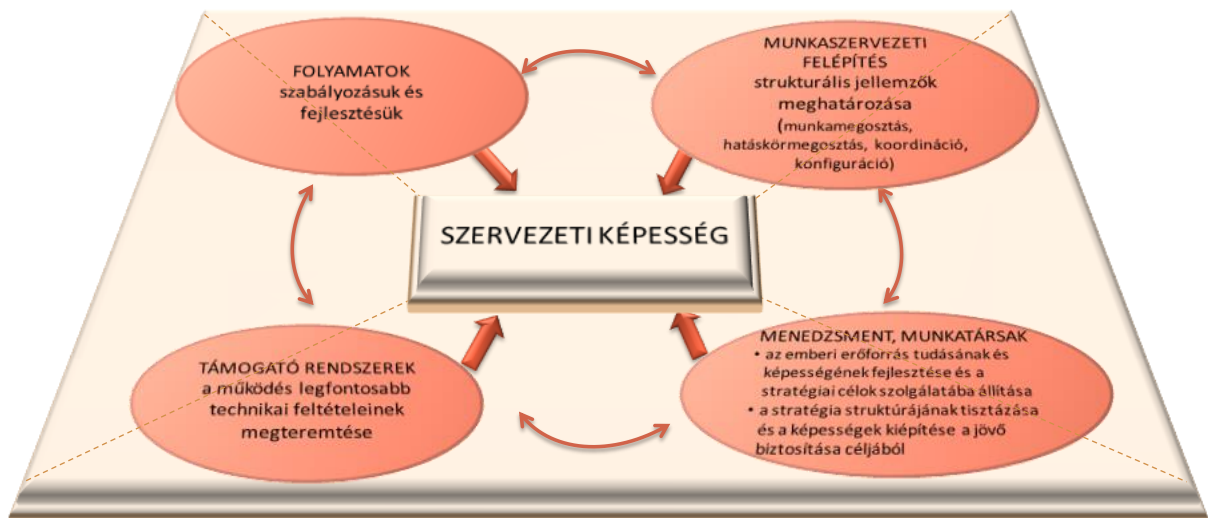 FOLYAMATOK
szabályozásuk és
fejlesztésük
MUNKASZERVEZETI
FELÉPÍTÉS
strukturális jellemzők
meghatározása
(munkamegosztás,
hatáskörmegosztás, koordináció,
konfiguráció)
SZERVEZETI KÉPESSÉG
TÁMOGATÓ RENDSZEREK
a működés legfontosabb
technikai feltételeinek
megteremtése
MENEDZSMENT, MUNKATÁRSAK
• az emberi erőforrás tudásának és
képességének fejlesztése és a
stratégiai célok szolgálatába állítása
• a stratégia struktúrájának tisztázása
és a képességek kiépítése a jövő
biztosítása céljából